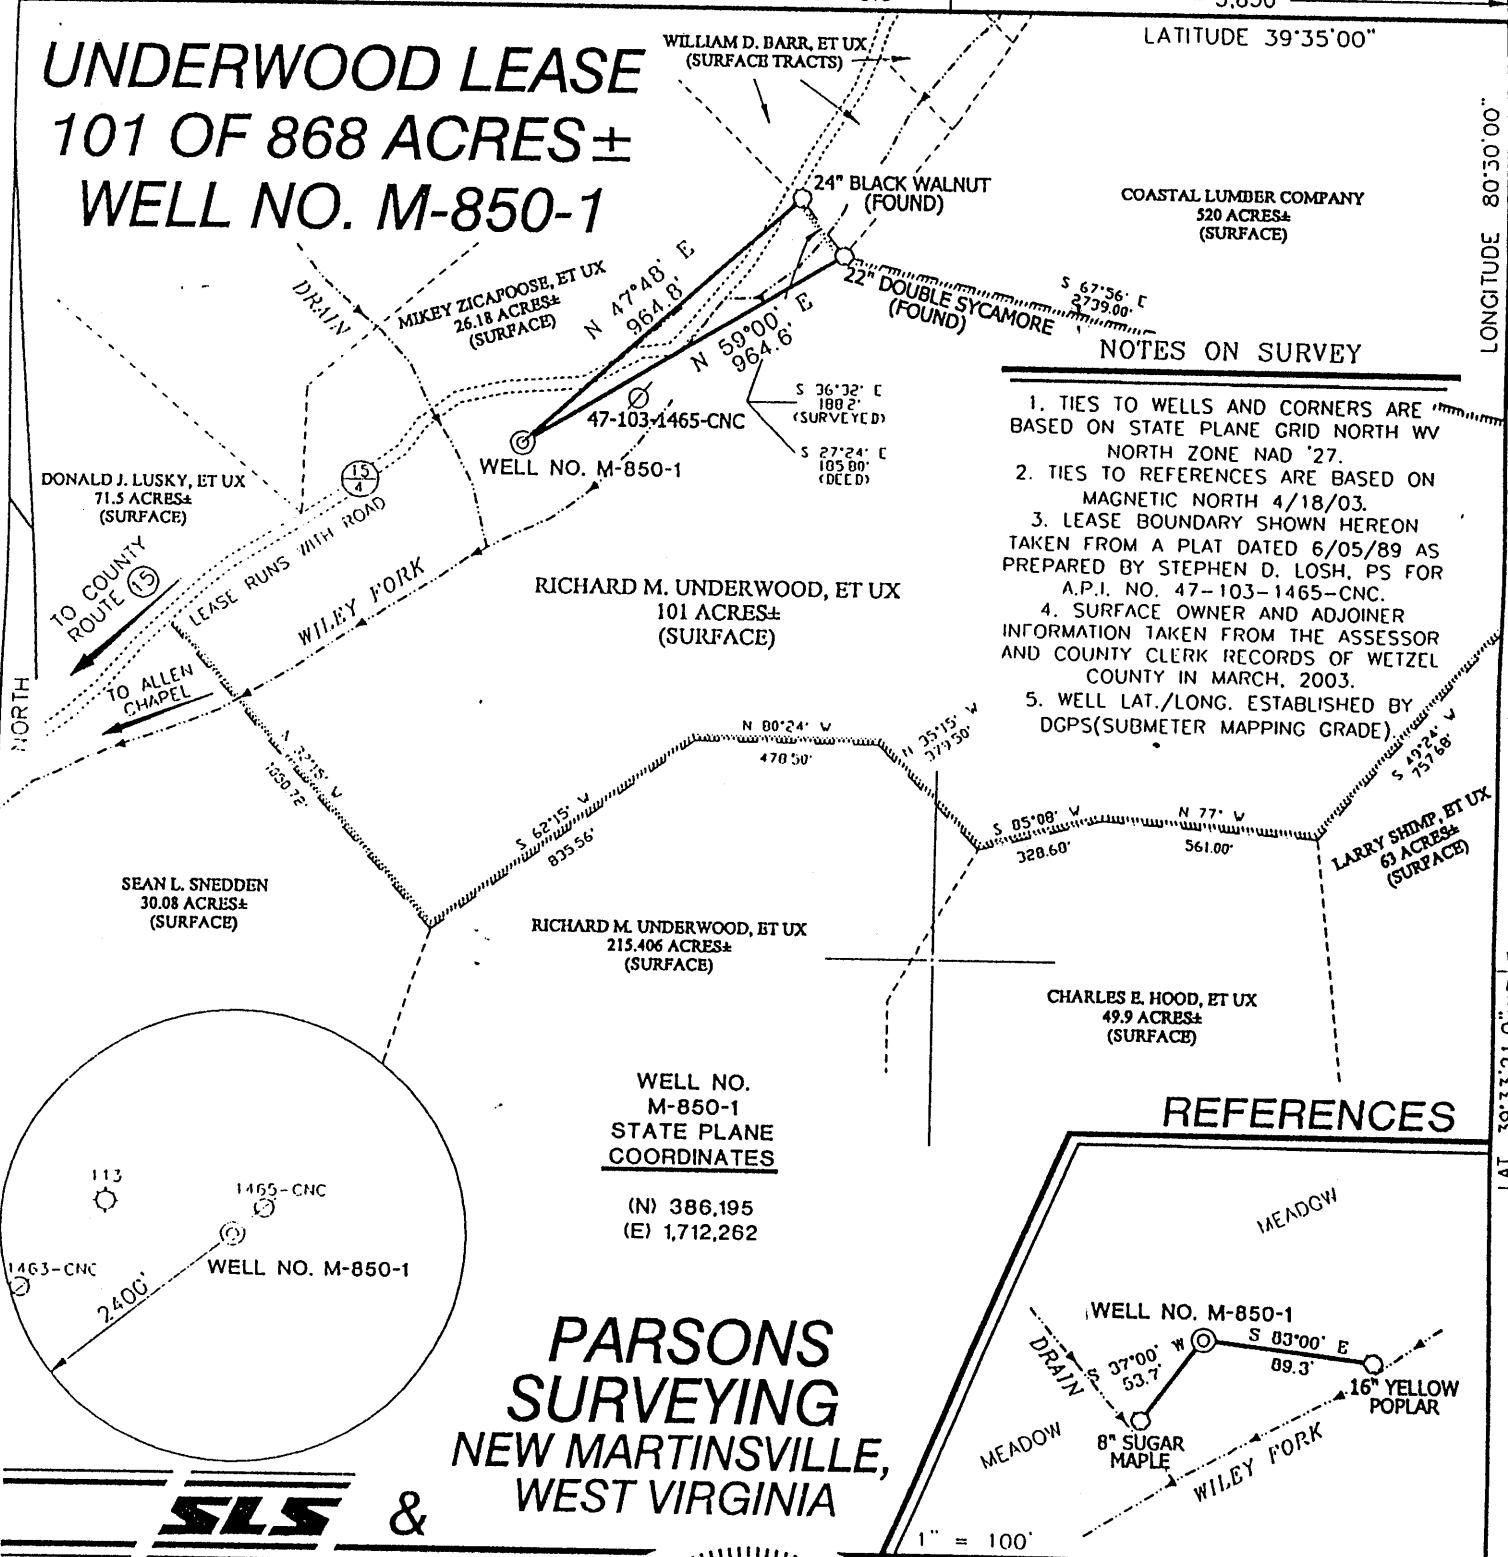 LATITUDE 39°35'00"
UNDERWOOD LEASE
101 OF 868 ACRES±
WELL NO. M-850-1
WILLIAM D. BARR, ET UX
(SURFACE TRACTS)
LONGITUDE 80°30'00"
24" BLACK WALNUT
(FOUND)
COASTAL LUMBER COMPANY
520 ACRES±
(SURFACE)
DRAIN
MIKEY ZICAFOOSE, ET UX
26.18 ACRES±
(SURFACE)
N 47°48' E
964.8'
22" DOUBLE SYCAMORE
(FOUND)
S 67°56' E
2739.00'
N 59°00' E
964.6'
S 36°32' E
188.2'
(SURVEYED)
S 27°24' E
185.80'
(DEED)
47-103-1465-CNC
WELL NO. M-850-1
NOTES ON SURVEY
1. TIES TO WELLS AND CORNERS ARE
BASED ON STATE PLANE GRID NORTH WV
NORTH ZONE NAD '27.
2. TIES TO REFERENCES ARE BASED ON
MAGNETIC NORTH 4/18/03.
3. LEASE BOUNDARY SHOWN HEREON
TAKEN FROM A PLAT DATED 6/05/89 AS
PREPARED BY STEPHEN D. LOSH, PS FOR
A.P.I. NO. 47-103-1465-CNC.
4. SURFACE OWNER AND ADJOINER
INFORMATION TAKEN FROM THE ASSESSOR
AND COUNTY CLERK RECORDS OF WETZEL
COUNTY IN MARCH, 2003.
5. WELL LAT./LONG. ESTABLISHED BY
DGPS(SUBMETER MAPPING GRADE).
DONALD J. LUSKY, ET UX
71.5 ACRES±
(SURFACE)
15
4
LEASE RUNS WITH ROAD
TO COUNTY
ROUTE 15
WILEY FORK
TO ALLEN
CHAPEL
NORTH
RICHARD M. UNDERWOOD, ET UX
101 ACRES±
(SURFACE)
N 32°15' W
1050.72'
S 62°15' W
835.56'
N 80°24' W
470.50'
N 35°15' W
379.50'
S 85°08' W
328.68'
N 77° W
561.00'
S 49°24' W
757.68'
LARRY SHIMP, ET UX
63 ACRES±
(SURFACE)
SEAN L. SNEDDEN
30.08 ACRES±
(SURFACE)
RICHARD M. UNDERWOOD, ET UX
215.406 ACRES±
(SURFACE)
CHARLES E. HOOD, ET UX
49.9 ACRES±
(SURFACE)
WELL NO.
M-850-1
STATE PLANE
COORDINATES
(N) 386,195
(E) 1,712,262
113
1465-CNC
1463-CNC
WELL NO. M-850-1
2400'
REFERENCES
MEADOW
WELL NO. M-850-1
S 83°00' E
89.3'
S 37°00' W
53.7'
DRAIN
16" YELLOW
POPLAR
8" SUGAR
MAPLE
MEADOW
WILEY FORK
1" = 100'
PARSONS
SURVEYING
NEW MARTINSVILLE,
WEST VIRGINIA
SLS &